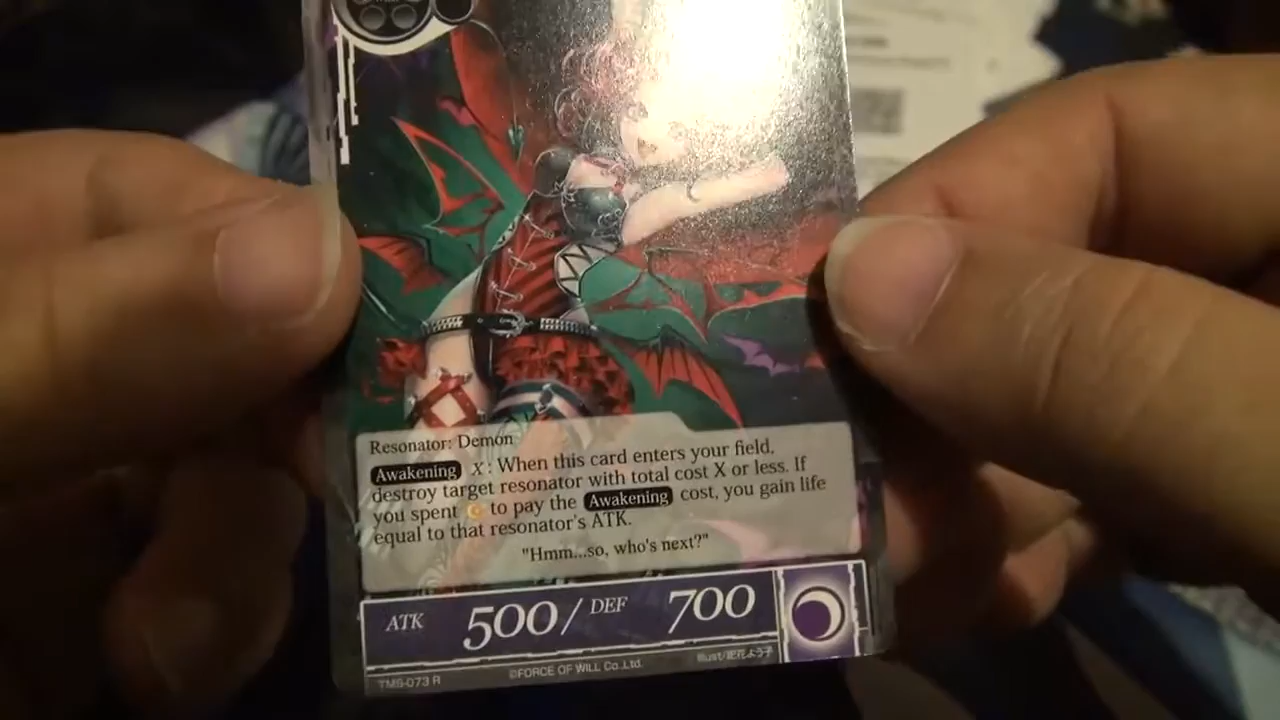 Resonator: Demon
Awakening X: When this card enters your field,
destroy target resonator with total cost X or less. If
you spent to pay the Awakening cost, you gain life
equal to that resonator's ATK.
"Hmm...so, who's next?"
ATK 500/ DEF 700
TMS-073 R ©FORCE OF WILL Co.,Ltd. Illust/